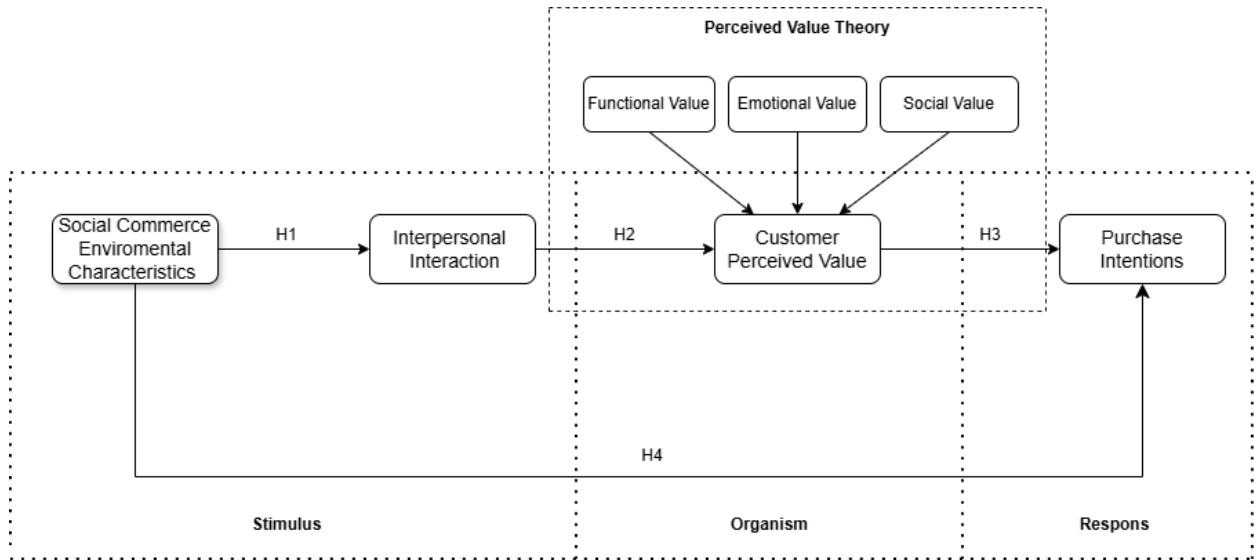 Perceived Value Theory
Functional Value
Emotional Value
Social Value
Social Commerce
Enviromental
Characteristics
H1
Interpersonal
Interaction
H2
Customer
Perceived Value
H3
Purchase
Intentions
H4
Stimulus
Organism
Respons